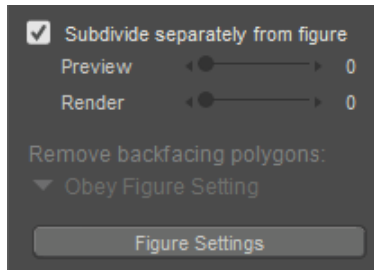 Subdivide separately from figure
Preview 0
Render 0
Remove backfacing polygons:
Obey Figure Setting
Figure Settings